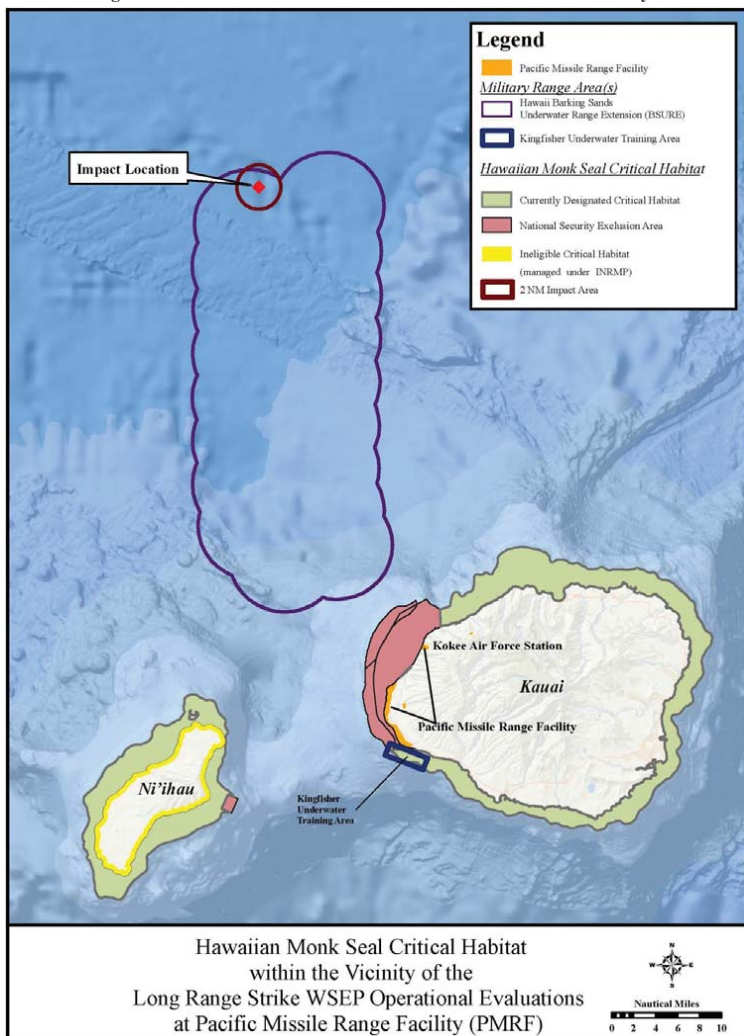 Legend
Pacific Missile Range Facility
Military Range Area(s)
Hawaii Barking Sands
Underwater Range Extension (BSURE)
Kingfisher Underwater Training Area
Hawaiian Monk Seal Critical Habitat
Currently Designated Critical Habitat
National Security Exclusion Area
Ineligible Critical Habitat
(managed under INRMP)
2 NM Impact Area
Impact Location
Kokee Air Force Station
Kauai
Pacific Missile Range Facility
Ni'ihau
Kingfisher
Underwater
Training Area
Hawaiian Monk Seal Critical Habitat
within the Vicinity of the
Long Range Strike WSEP Operational Evaluations
at Pacific Missile Range Facility (PMRF)
N
W E
S
Nautical Miles
0 2 4 6 8 10